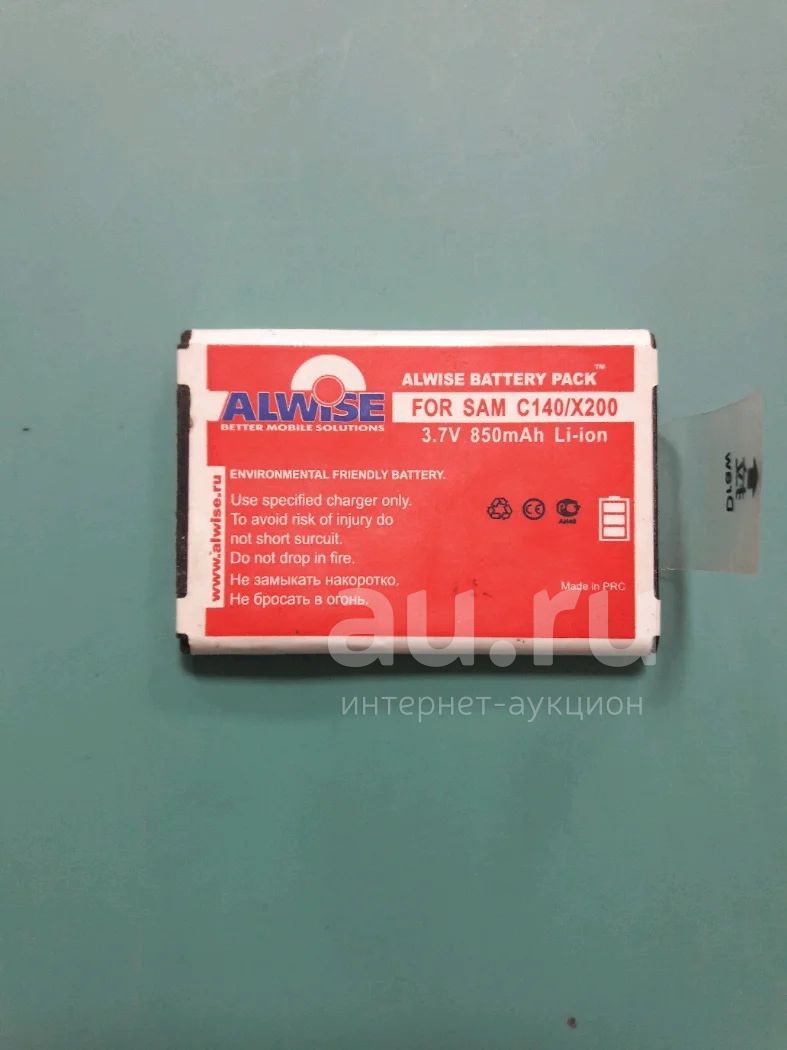 ALWISE
BETTER MOBILE SOLUTIONS
ALWISE BATTERY PACK™
FOR SAM C140/X200
3.7V 850mAh Li-ion
www.alwise.ru
ENVIRONMENTAL FRIENDLY BATTERY.
Use specified charger only.
To avoid risk of injury do
not short surcuit.
Do not drop in fire.
Не замыкать накоротко.
Не бросать в огонь.
CE
Made in PRC
au.ru
интернет-аукцион